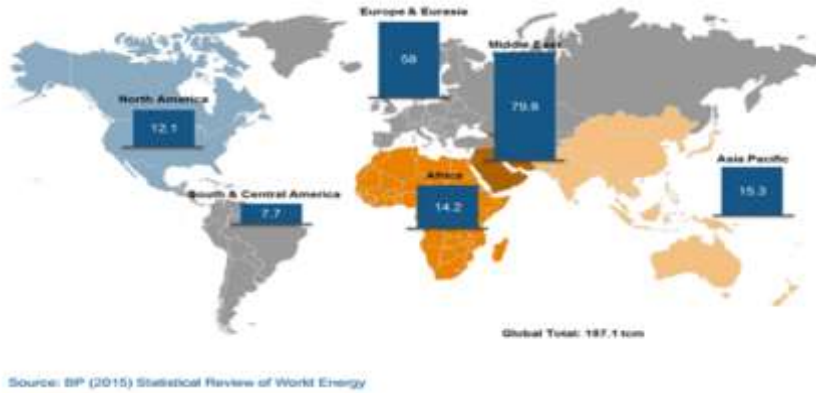 Europe & Eurasia
58
Middle East
79.8
North America
12.1
Asia Pacific
15.3
Africa
14.2
South & Central America
7.7
Global Total: 187.1 tcm
Source: BP (2015) Statistical Review of World Energy